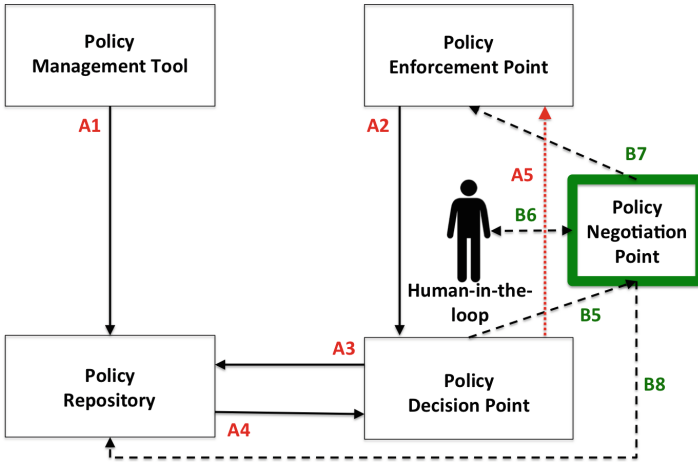 Policy
Management Tool
Policy
Enforcement Point
A1
A2
B7
A5
B6
Policy
Negotiation
Point
Human-in-the-
loop
B5
A3
B8
Policy
Repository
Policy
Decision Point
A4